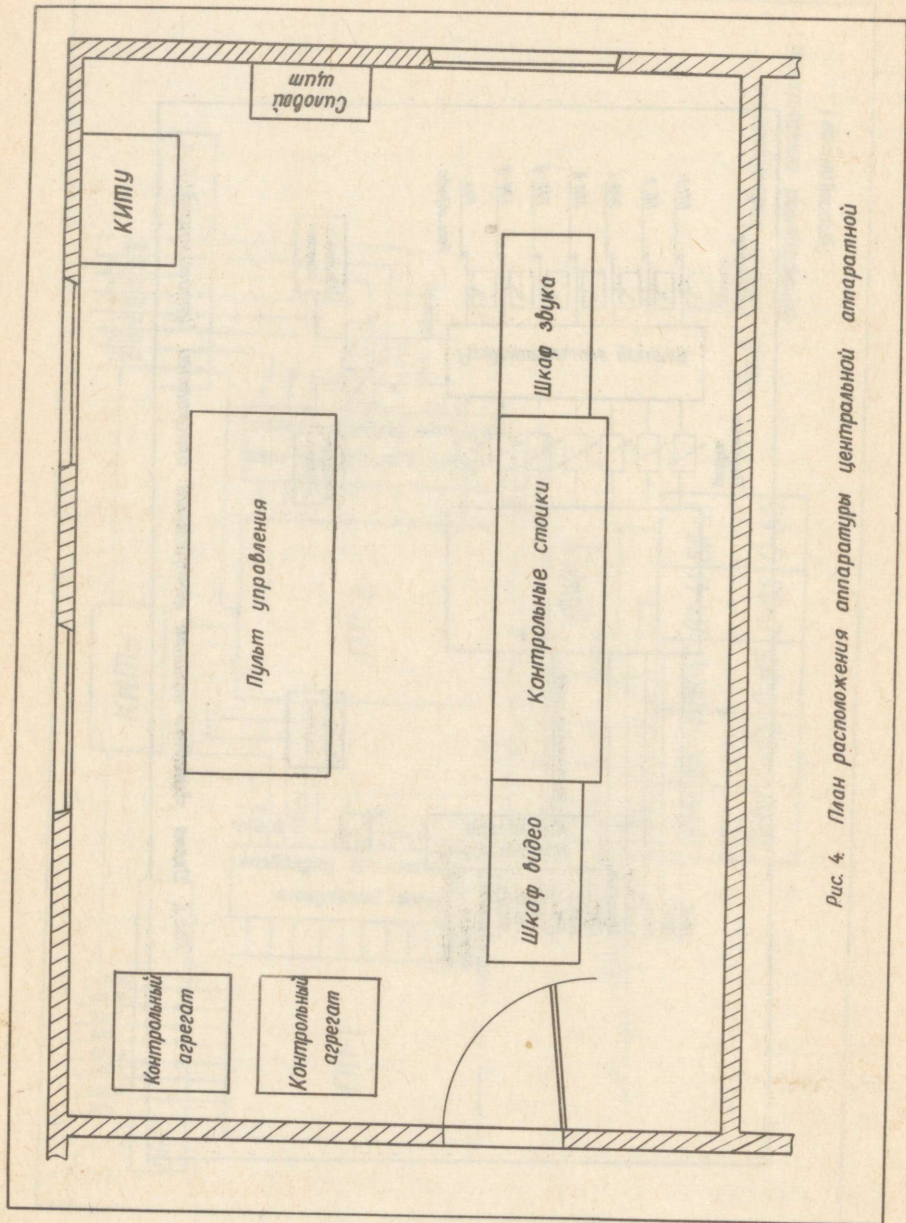 Силовой
щит
КИТУ
Пульт управления
Контрольный
агрегат
Контрольный
агрегат
Шкаф видео
Контрольные стойки
Шкаф звука
Рис. 4. План расположения аппаратуры центральной аппаратной